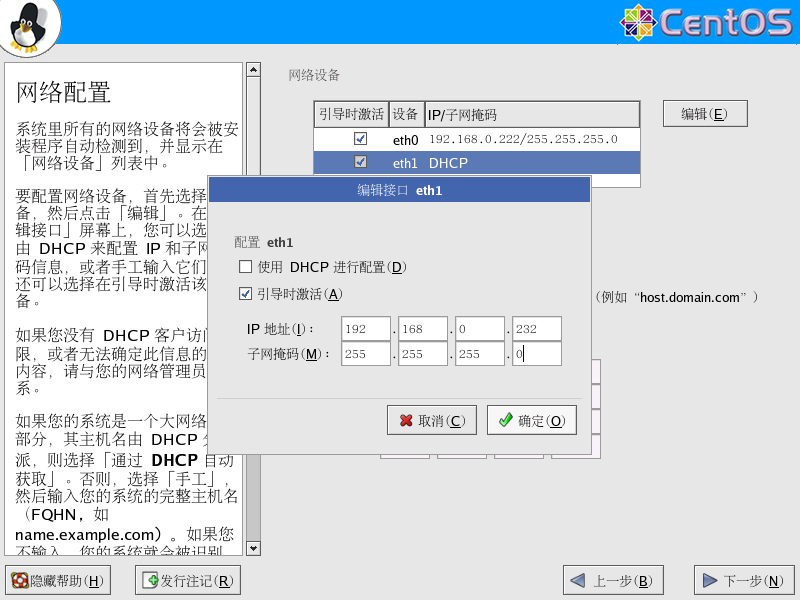 CentOS
网络配置
系统里所有的网络设备将会被安
装程序自动检测到，并显示在
「网络设备」列表中。
要配置网络设备，首先选择
备，然后点击「编辑」。在
辑接口」屏幕上，您可以选
由 DHCP 来配置 IP 和子网
码信息，或者手工输入它们
还可以选择在引导时激活该
备。
如果您没有 DHCP 客户访问
限，或者无法确定此信息的
内容，请与您的网络管理员
系。
如果您的系统是一个大网络
部分，其主机名由 DHCP 分
派，则选择「通过 DHCP 自动
获取」。否则，选择「手工」，
然后输入您的系统的完整主机名
（FQHN，如
name.example.com）。如果您
不输入，您的系统就会被识别
网络设备
引导时激活 设备 IP/子网掩码
eth0 192.168.0.222/255.255.255.0
eth1 DHCP
编辑(E)
编辑接口 eth1
配置 eth1
使用 DHCP 进行配置(D)
引导时激活(A)
IP 地址(I)： 192 . 168 . 0 . 232
子网掩码(M)： 255 . 255 . 255 . 0
取消(C) 确定(O)
（例如“host.domain.com”）
隐藏帮助(H) 发行注记(R) 上一步(B) 下一步(N)